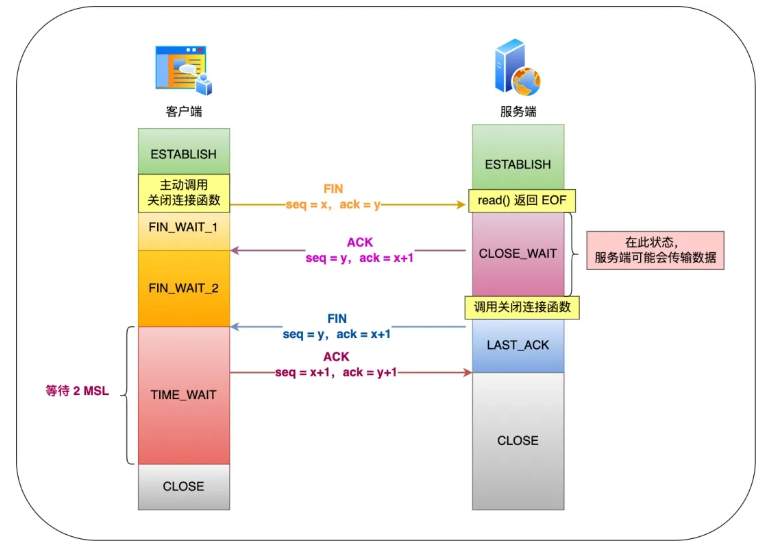 客户端
服务端
ESTABLISH
ESTABLISH
主动调用
关闭连接函数
FIN
seq = x, ack = y
read() 返回 EOF
FIN_WAIT_1
ACK
seq = y, ack = x+1
CLOSE_WAIT
在此状态,
服务端可能会传输数据
FIN_WAIT_2
调用关闭连接函数
FIN
seq = y, ack = x+1
LAST_ACK
ACK
seq = x+1, ack = y+1
等待 2 MSL
TIME_WAIT
CLOSE
CLOSE